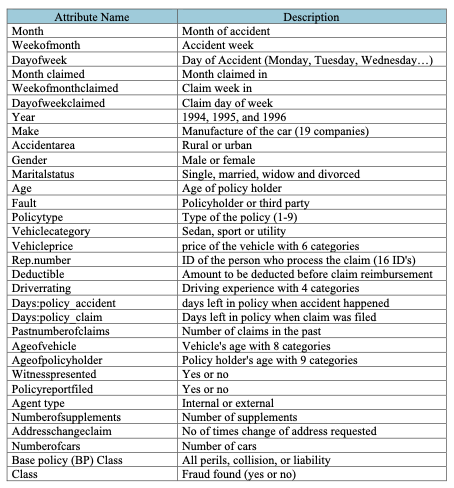 Attribute Name Description
Month Month of accident
Weekofmonth Accident week
Dayofweek Day of Accident (Monday, Tuesday, Wednesday…)
Month claimed Month claimed in
Weekofmonthclaimed Claim week in
Dayofweekclaimed Claim day of week
Year 1994, 1995, and 1996
Make Manufacture of the car (19 companies)
Accidentarea Rural or urban
Gender Male or female
Maritalstatus Single, married, widow and divorced
Age Age of policy holder
Fault Policyholder or third party
Policytype Type of the policy (1-9)
Vehiclecategory Sedan, sport or utility
Vehicleprice price of the vehicle with 6 categories
Rep.number ID of the person who process the claim (16 ID's)
Deductible Amount to be deducted before claim reimbursement
Driverrating Driving experience with 4 categories
Days:policy_accident days left in policy when accident happened
Days:policy_claim Days left in policy when claim was filed
Pastnumberofclaims Number of claims in the past
Ageofvehicle Vehicle's age with 8 categories
Ageofpolicyholder Policy holder's age with 9 categories
Witnesspresented Yes or no
Policyreportfiled Yes or no
Agent type Internal or external
Numberofsupplements Number of supplements
Addresschangeclaim No of times change of address requested
Numberofcars Number of cars
Base policy (BP) Class All perils, collision, or liability
Class Fraud found (yes or no)